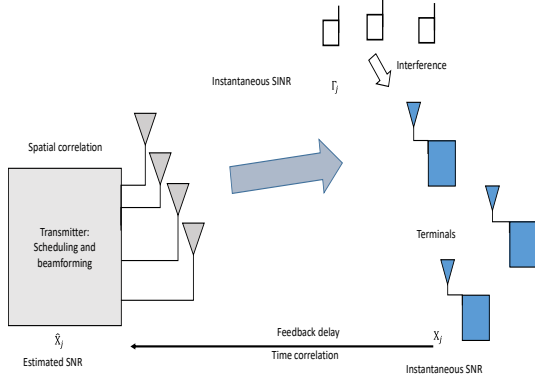 Interference
Instantaneous SINR
Γj
Spatial correlation
Transmitter:
Scheduling and
beamforming
Terminals
Feedback delay
X̂j
Xj
Time correlation
Estimated SNR
Instantaneous SNR